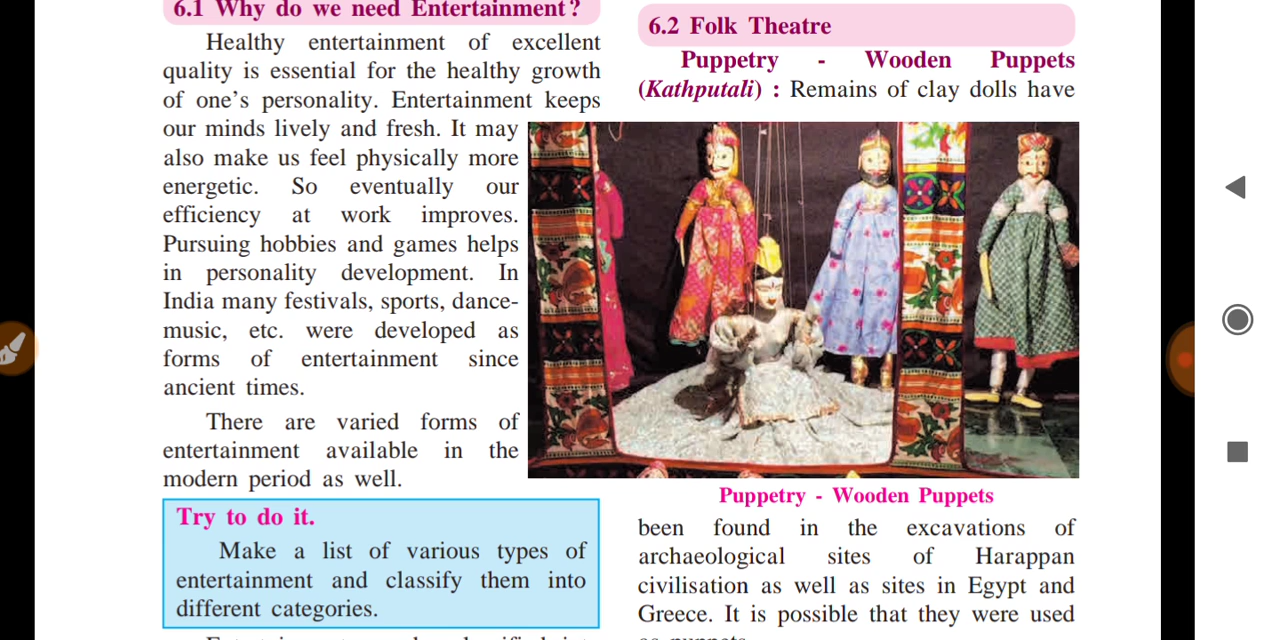 6.1 Why do we need Entertainment?
Healthy entertainment of excellent
quality is essential for the healthy growth
of one's personality. Entertainment keeps
our minds lively and fresh. It may
also make us feel physically more
energetic. So eventually our
efficiency at work improves.
Pursuing hobbies and games helps
in personality development. In
India many festivals, sports, dance-
music, etc. were developed as
forms of entertainment since
ancient times.
There are varied forms of
entertainment available in the
modern period as well.
Try to do it.
Make a list of various types of
entertainment and classify them into
different categories.
6.2 Folk Theatre
Puppetry - Wooden Puppets
(Kathputali) : Remains of clay dolls have
Puppetry - Wooden Puppets
been found in the excavations of
archaeological sites of Harappan
civilisation as well as sites in Egypt and
Greece. It is possible that they were used